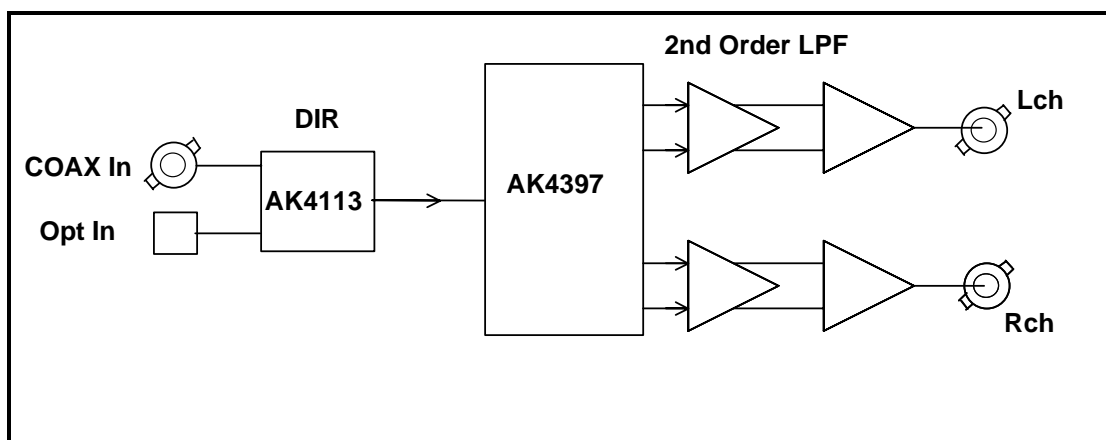 2nd Order LPF
Lch
DIR
COAX In
AK4113
AK4397
Opt In
Rch